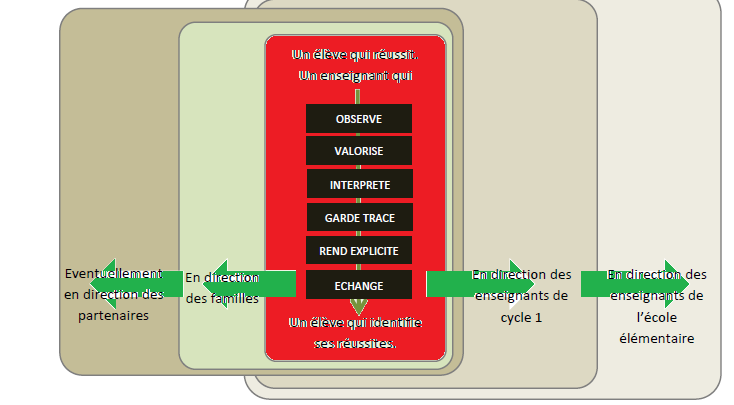 Un élève qui réussit.
Un enseignant qui
OBSERVE
VALORISE
INTERPRETE
GARDE TRACE
REND EXPLICITE
ECHANGE
Un élève qui identifie
ses réussites.
Eventuellement
en direction des
partenaires
En direction
des familles
En direction des
enseignants de
cycle 1
En direction des
enseignants de
l'école
élémentaire